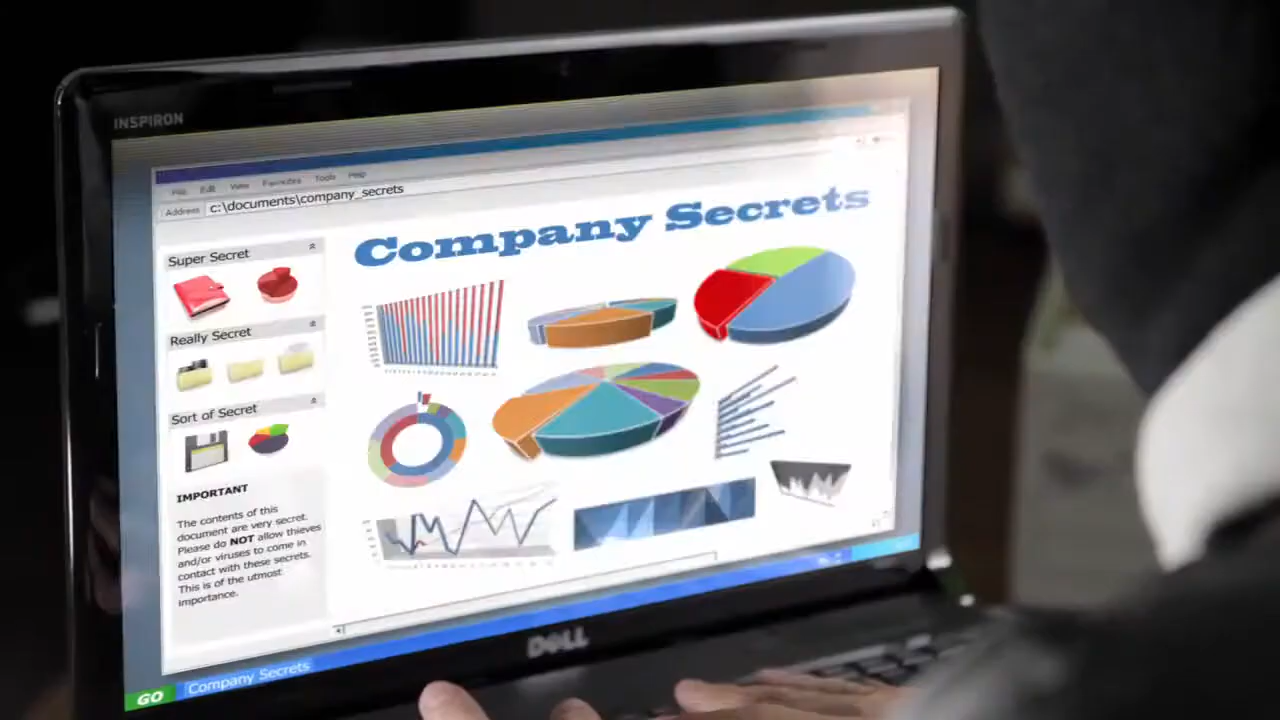 INSPIRON
File Edit View Favorites Tools Help
Address c:\documents\company_secrets
Company Secrets
Super Secret
Really Secret
Sort of Secret
IMPORTANT
The contents of this
document are very secret.
Please do NOT allow thieves
and/or viruses to come in
contact with these secrets.
This is of the utmost
importance.
DELL
GO Company Secrets